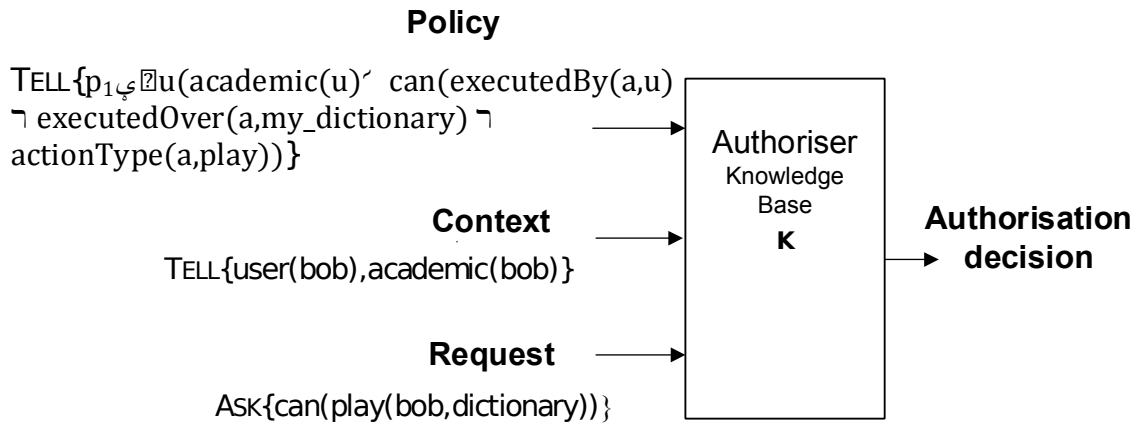 Policy
TELL{p₁ي⍰u(academic(u)´ can(executedBy(a,u)
ℸ executedOver(a,my_dictionary) ℸ
actionType(a,play))}
Authoriser
Knowledge
Base
K
Context
TELL{user(bob),academic(bob)}
Authorisation
decision
Request
ASK{can(play(bob,dictionary))}